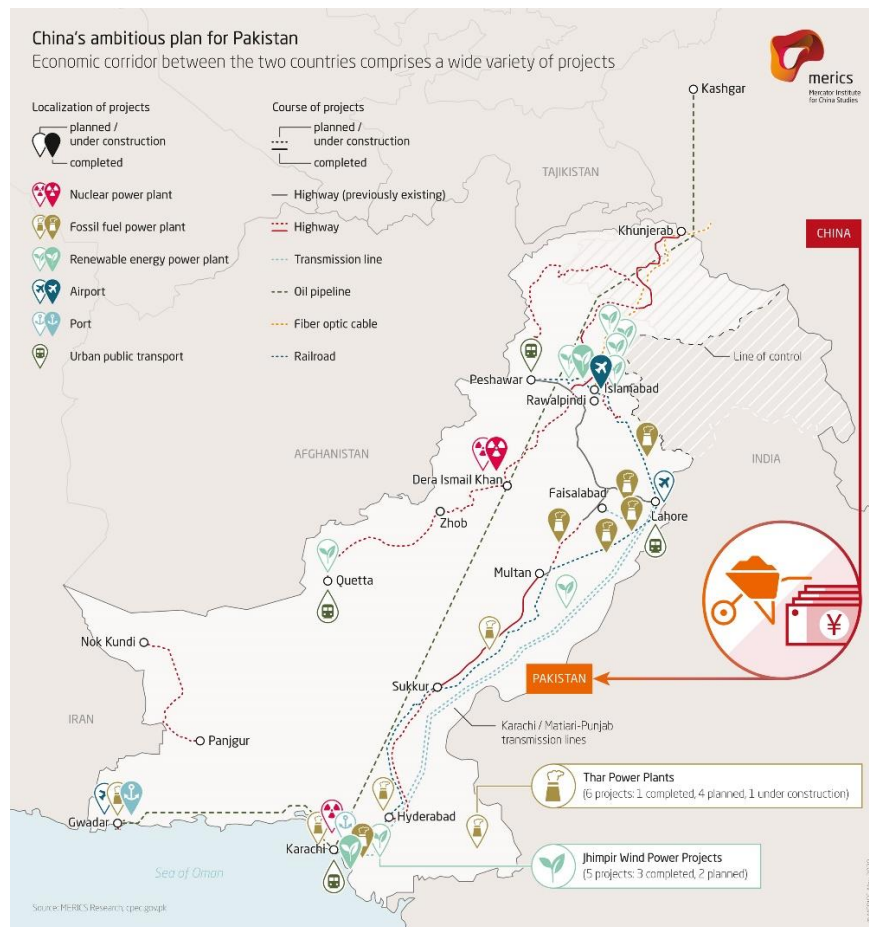 China's ambitious plan for Pakistan
Economic corridor between the two countries comprises a wide variety of projects
merics
Mercator Institute
for China Studies
Localization of projects
planned /
under construction
completed
Nuclear power plant
Fossil fuel power plant
Renewable energy power plant
Airport
Port
Urban public transport
Course of projects
planned /
under construction
completed
Highway (previously existing)
Highway
Transmission line
Oil pipeline
Fiber optic cable
Railroad
Kashgar
TAJIKISTAN
Khunjerab
CHINA
Line of control
Peshawar
Islamabad
Rawalpindi
AFGHANISTAN
INDIA
Dera Ismail Khan
Faisalabad
Zhob
Lahore
Quetta
Multan
¥
Nok Kundi
PAKISTAN
Sukkur
IRAN
Karachi / Matiari-Punjab
transmission lines
Panjgur
Thar Power Plants
(6 projects: 1 completed, 4 planned, 1 under construction)
Gwadar
Hyderabad
Karachi
Jhimpir Wind Power Projects
(5 projects: 3 completed, 2 planned)
Sea of Oman
Source: MERICS Research; cpec.gov.pk